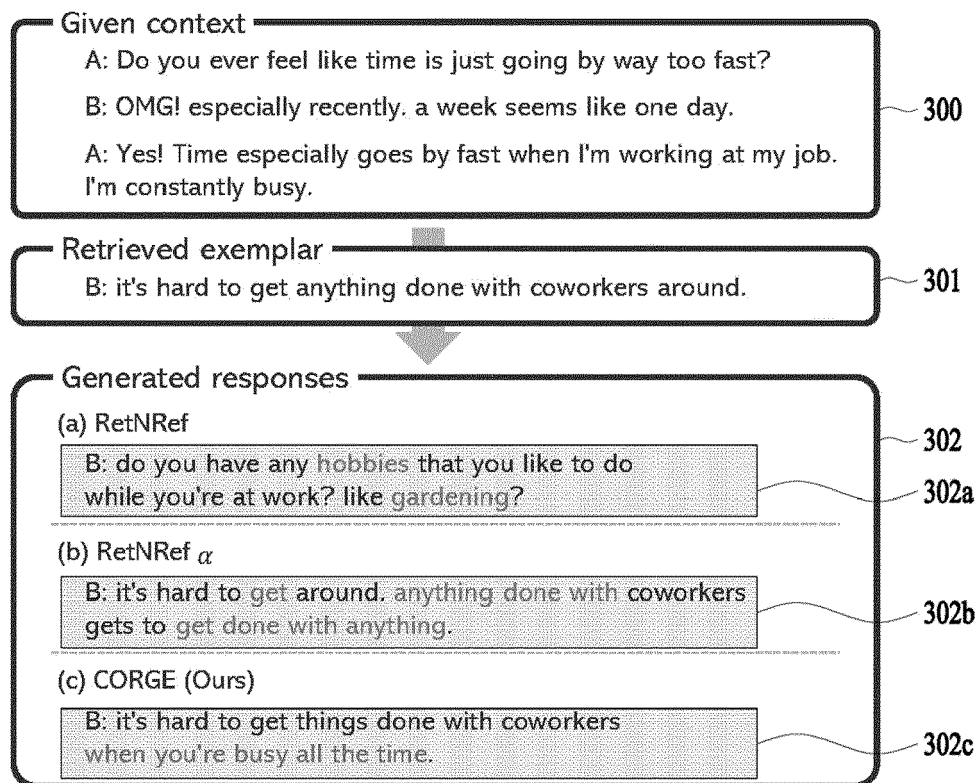 Given context
A: Do you ever feel like time is just going by way too fast?
B: OMG! especially recently. a week seems like one day.
300
A: Yes! Time especially goes by fast when I'm working at my job.
I'm constantly busy.
Retrieved exemplar
B: it's hard to get anything done with coworkers around.
301
Generated responses
(a) RetNRef
302
B: do you have any hobbies that you like to do
while you're at work? like gardening?
302a
(b) RetNRef α
B: it's hard to get around. anything done with coworkers
gets to get done with anything.
302b
(c) CORGE (Ours)
B: it's hard to get things done with coworkers
when you're busy all the time.
302c